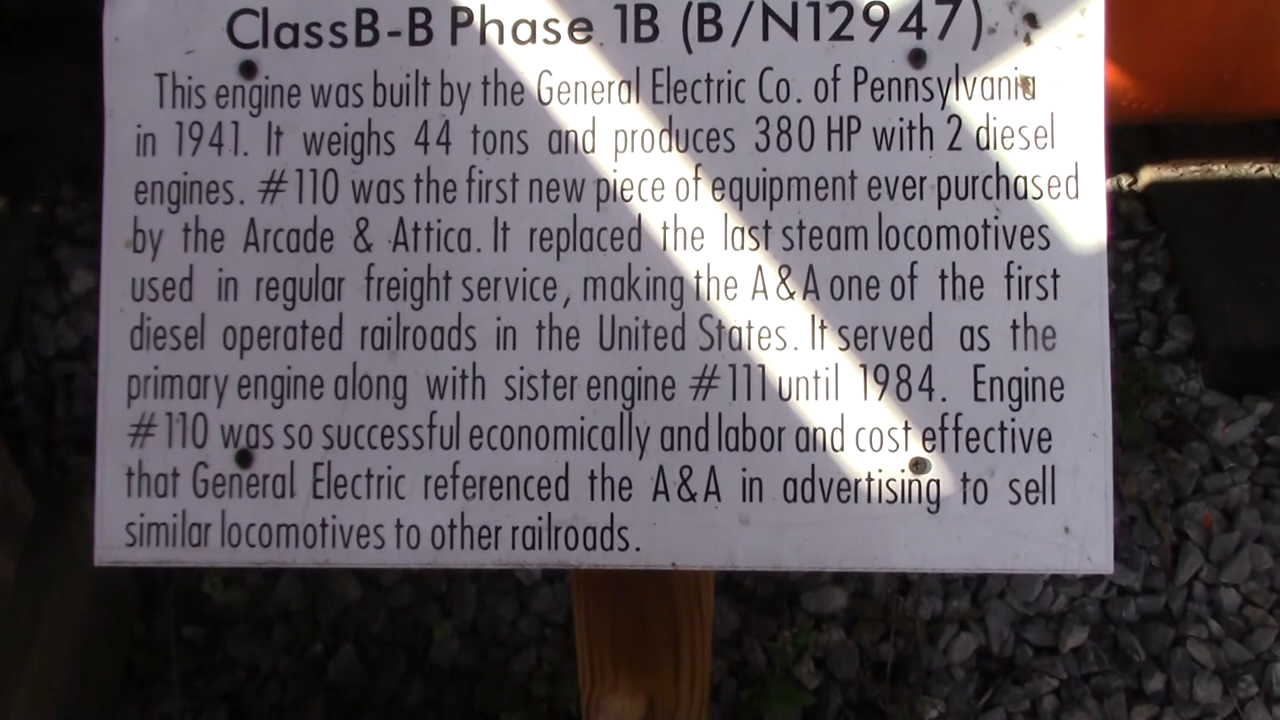 ClassB-B Phase 1B (B/N12947)
This engine was built by the General Electric Co. of Pennsylvania
in 1941. It weighs 44 tons and produces 380 HP with 2 diesel
engines. #110 was the first new piece of equipment ever purchased
by the Arcade & Attica. It replaced the last steam locomotives
used in regular freight service, making the A&A one of the first
diesel operated railroads in the United States. It served as the
primary engine along with sister engine #111 until 1984. Engine
#110 was so successful economically and labor and cost effective
that General Electric referenced the A&A in advertising to sell
similar locomotives to other railroads.